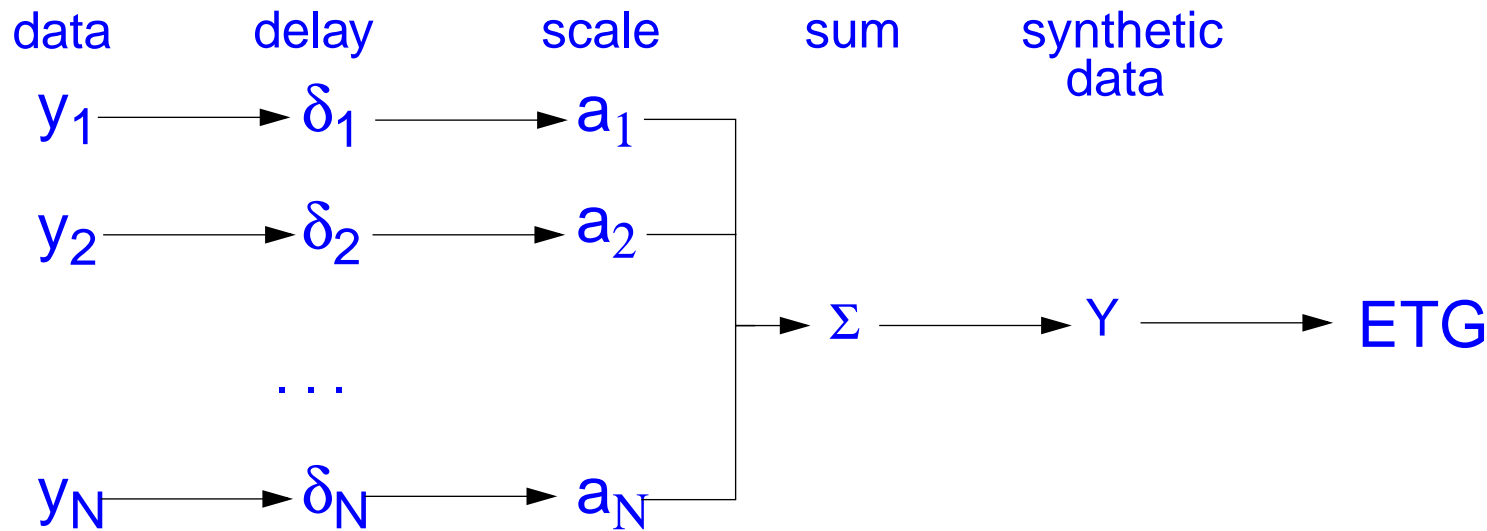 data delay scale sum synthetic data
y1 δ1 a1
y2 δ2 a2
Σ Y ETG
. . .
yN δN aN